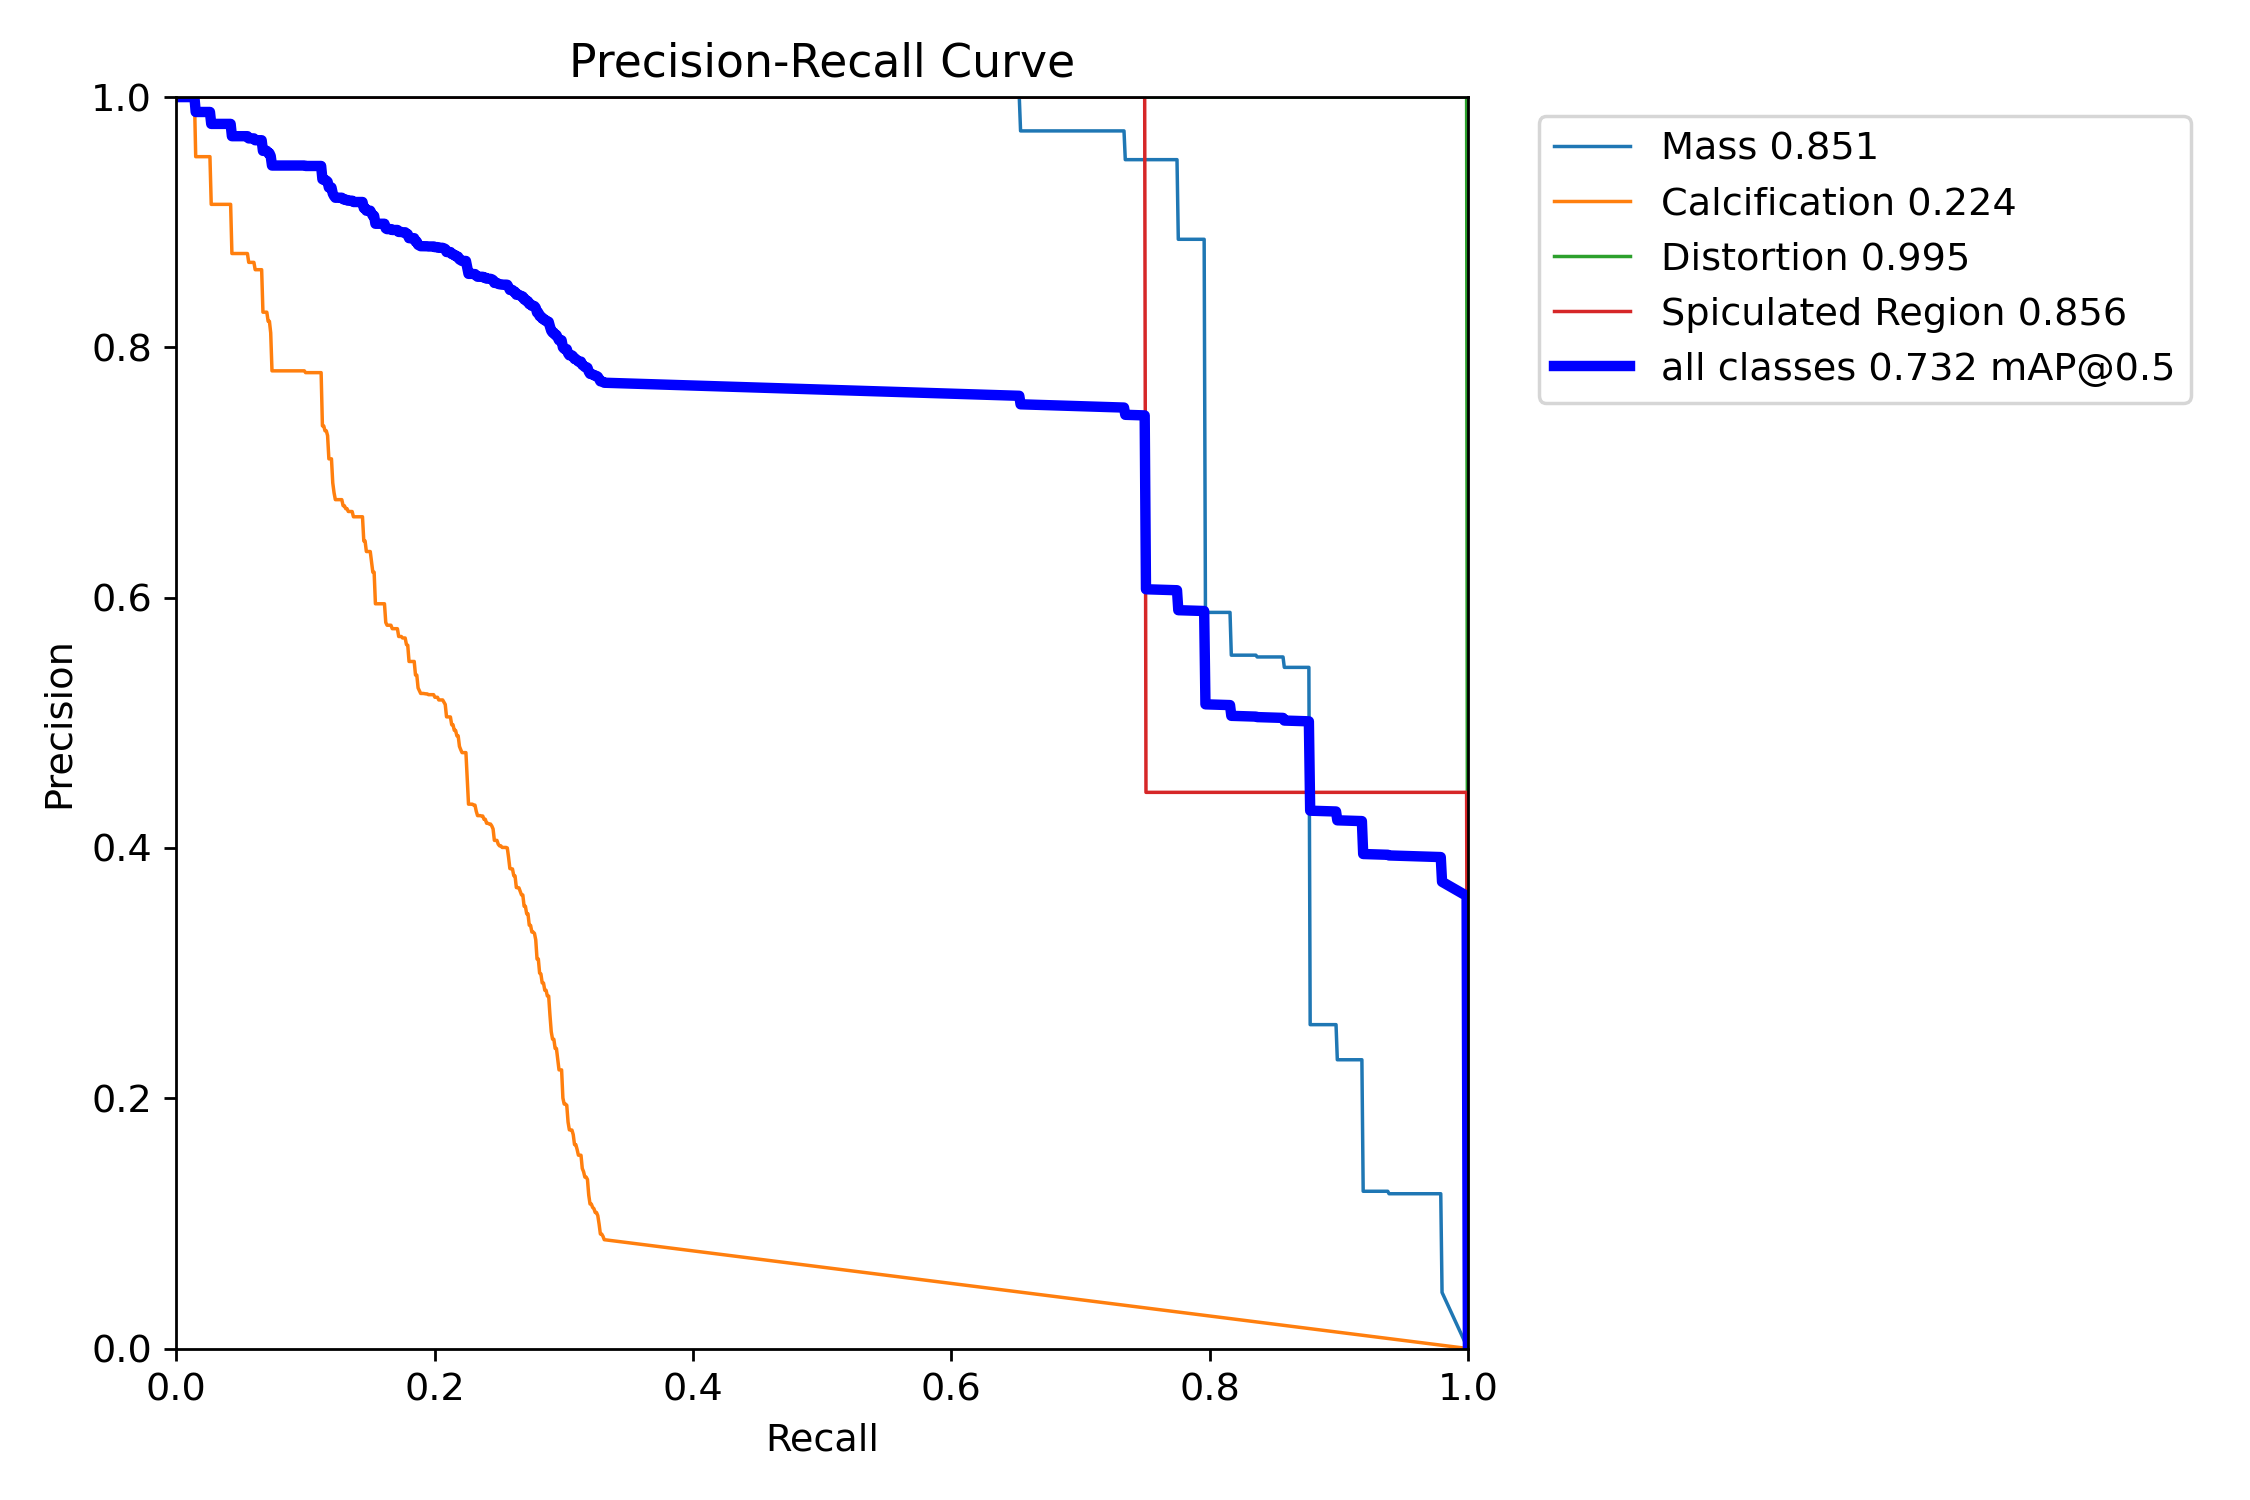 Precision-Recall Curve
1.0
0.8
0.6
0.4
0.2
0.0
Precision
0.0 0.2 0.4 0.6 0.8 1.0
Recall
Mass 0.851
Calcification 0.224
Distortion 0.995
Spiculated Region 0.856
all classes 0.732 mAP@0.5